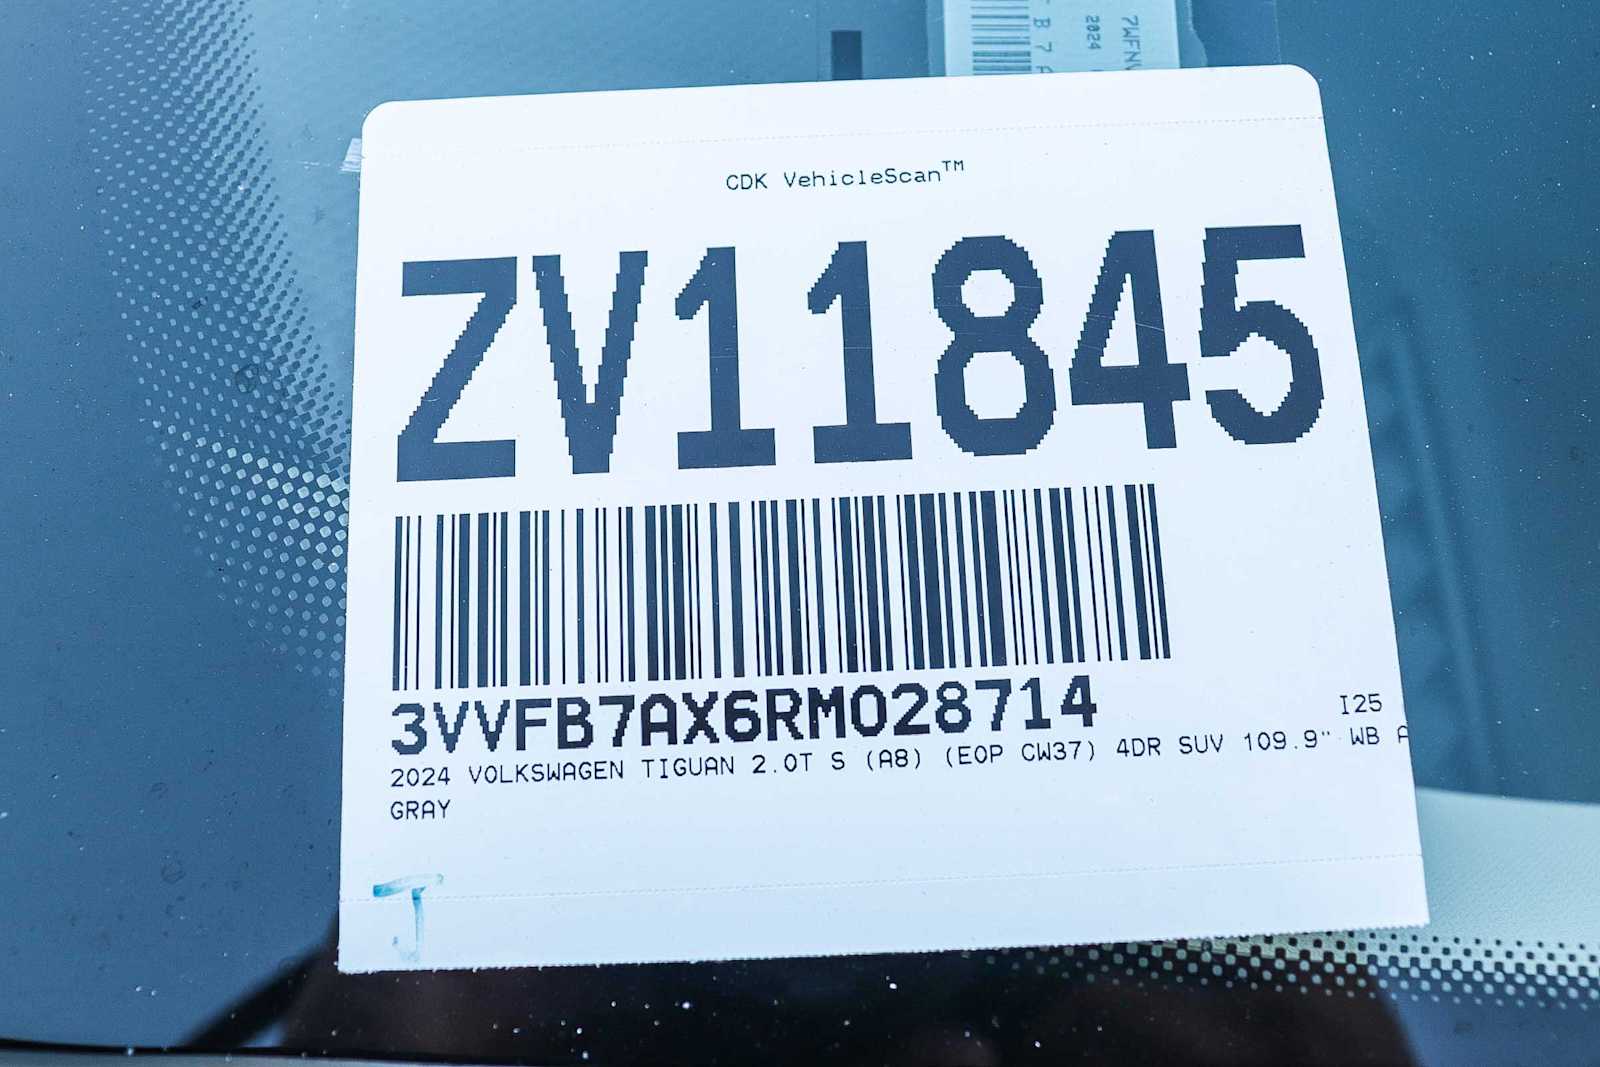 2024
CDK VehicleScan™
ZV11845
3VVFB7AX6RM028714
I25
2024 VOLKSWAGEN TIGUAN 2.0T S (A8) (EOP CW37) 4DR SUV 109.9" WB A
GRAY
J